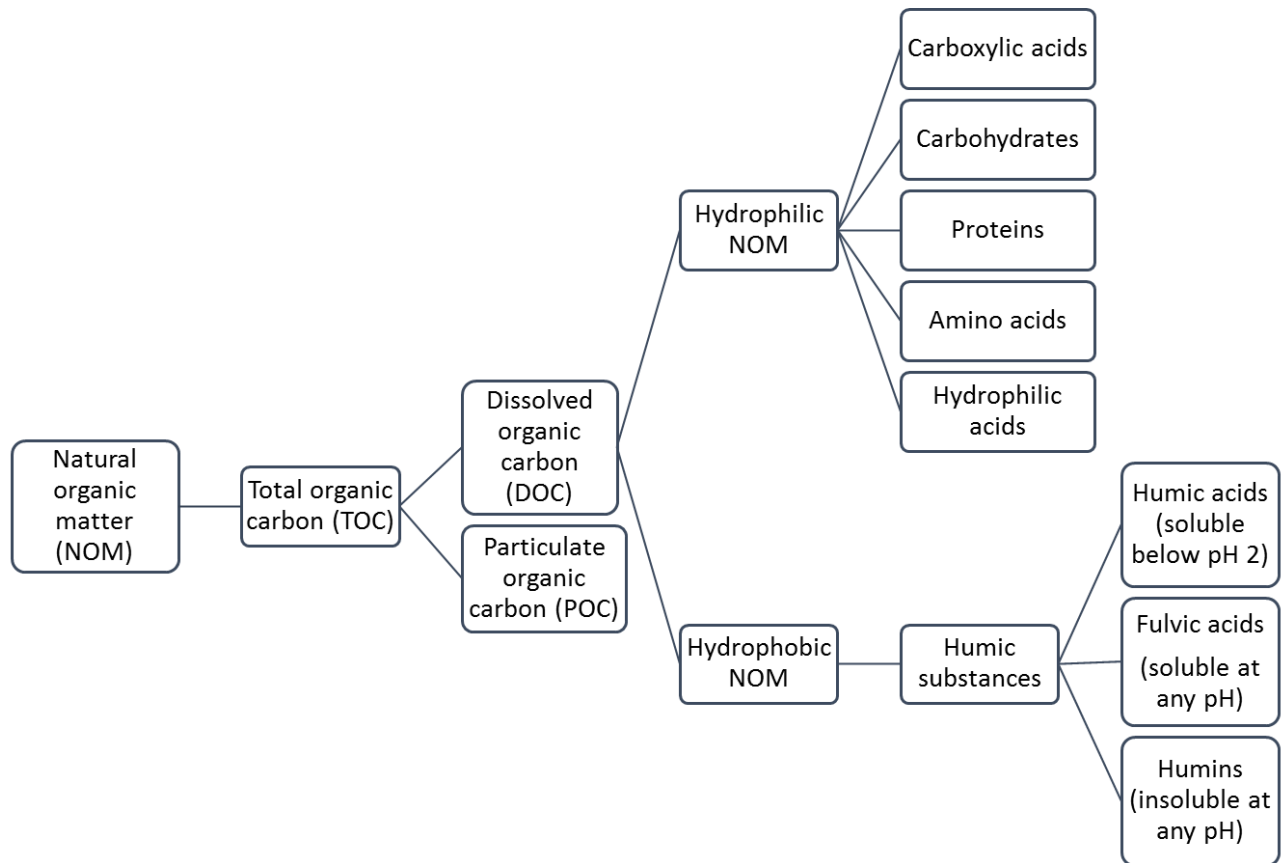 Natural
organic
matter
(NOM)
Total organic
carbon (TOC)
Dissolved
organic
carbon
(DOC)
Particulate
organic
carbon (POC)
Hydrophilic
NOM
Carboxylic acids
Carbohydrates
Proteins
Amino acids
Hydrophilic
acids
Hydrophobic
NOM
Humic
substances
Humic acids
(soluble
below pH 2)
Fulvic acids
(soluble at
any pH)
Humins
(insoluble at
any pH)